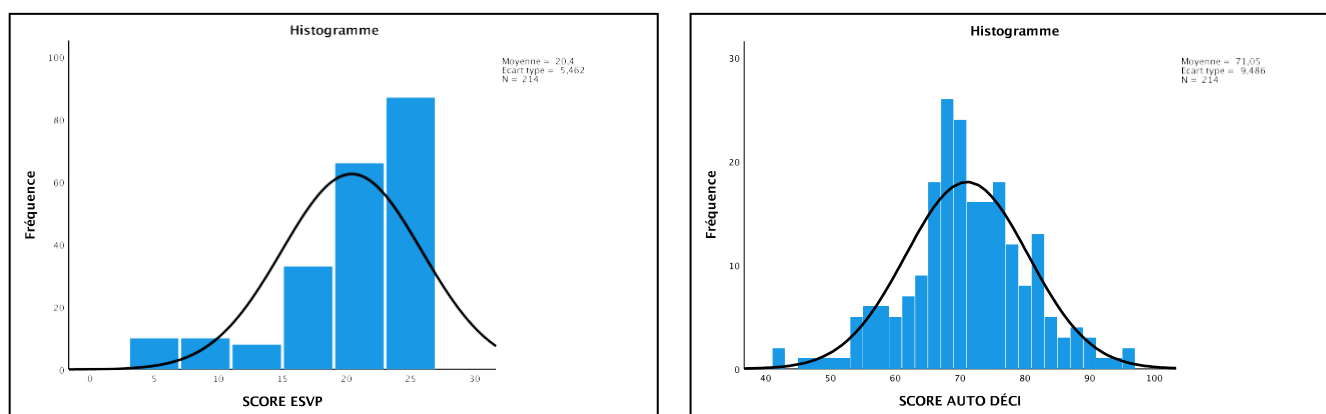 Histogramme
Moyenne = 20,4
Ecart type = 5,462
N = 214
100
80
60
40
20
0
Fréquence
0 5 10 15 20 25 30
SCORE ESVP
Histogramme
Moyenne = 71,05
Ecart type = 9,486
N = 214
30
20
10
0
Fréquence
40 50 60 70 80 90 100
SCORE AUTO DÉCI